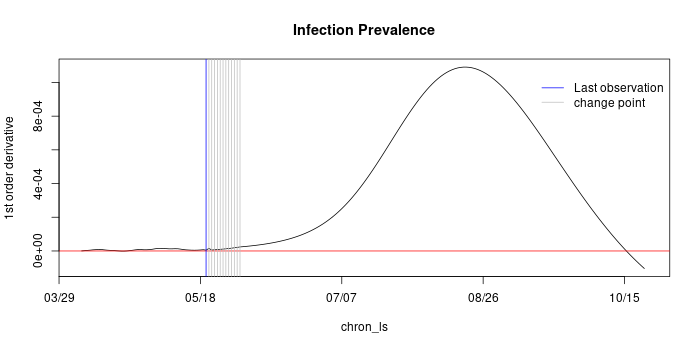 Infection Prevalence
1st order derivative
8e-04
4e-04
0e+00
Last observation
change point
03/29
05/18
07/07
08/26
10/15
chron_ls